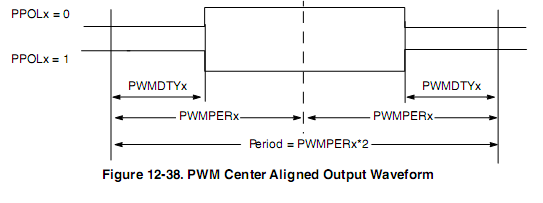 PPOLx = 0
PPOLx = 1
PWMDTYx
PWMDTYx
PWMPERx
PWMPERx
Period = PWMPERx*2
Figure 12-38. PWM Center Aligned Output Waveform